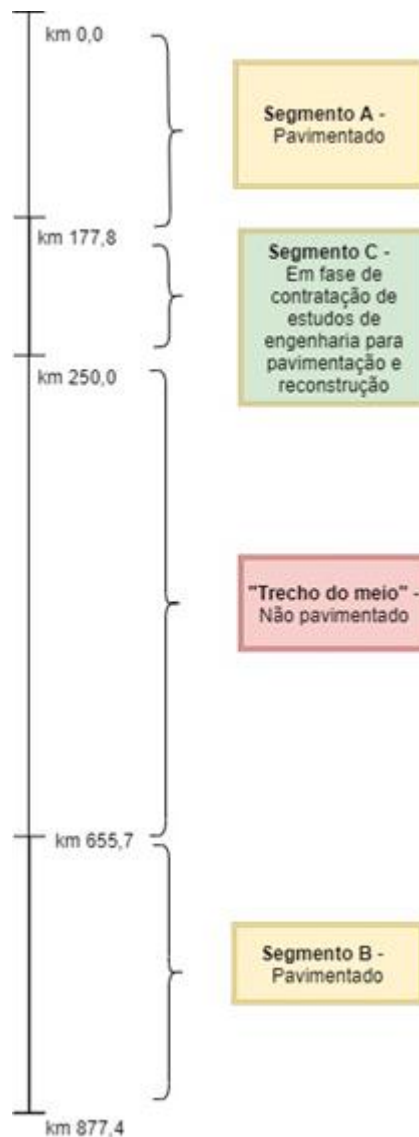 km 0,0
Segmento A -
Pavimentado
km 177,8
Segmento C -
Em fase de
contratação de
estudos de
engenharia para
pavimentação e
reconstrução
km 250,0
"Trecho do meio" -
Não pavimentado
km 655,7
Segmento B -
Pavimentado
km 877,4